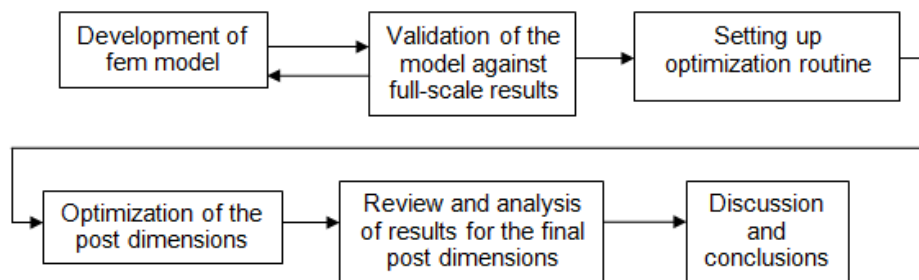 Development of
fem model
Validation of the
model against
full-scale results
Setting up
optimization routine
Optimization of the
post dimensions
Review and analysis
of results for the final
post dimensions
Discussion
and
conclusions